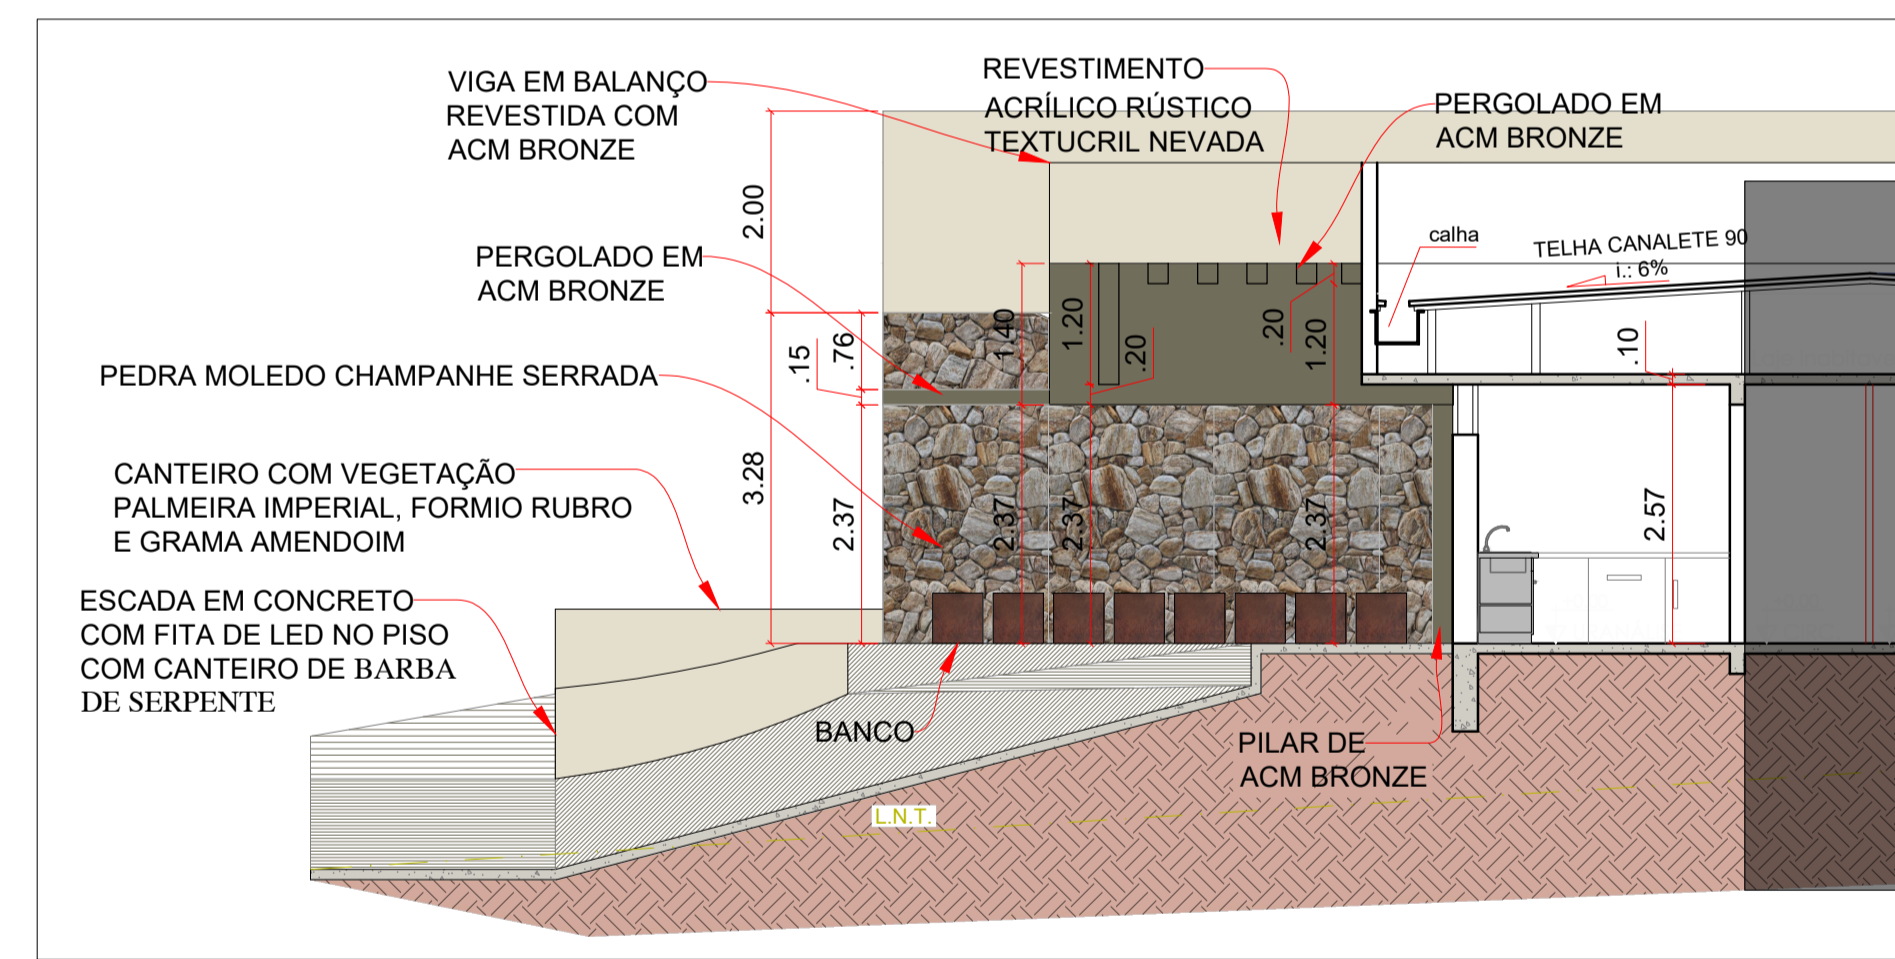 VIGA EM BALANÇO
REVESTIDA COM
ACM BRONZE
REVESTIMENTO
ACRÍLICO RÚSTICO
TEXTUCRIL NEVADA
PERGOLADO EM
ACM BRONZE
2.00
calha
TELHA CANALETE 90
i.: 6%
PERGOLADO EM
ACM BRONZE
.15
.76
1.40
1.20
.20
.20
1.20
.10
PEDRA MOLEDO CHAMPANHE SERRADA
3.28
2.37
2.37
2.37
2.37
2.57
CANTEIRO COM VEGETAÇÃO
PALMEIRA IMPERIAL, FORMIO RUBRO
E GRAMA AMENDOIM
ESCADA EM CONCRETO
COM FITA DE LED NO PISO
COM CANTEIRO DE BARBA
DE SERPENTE
BANCO
PILAR DE
ACM BRONZE
L.N.T.